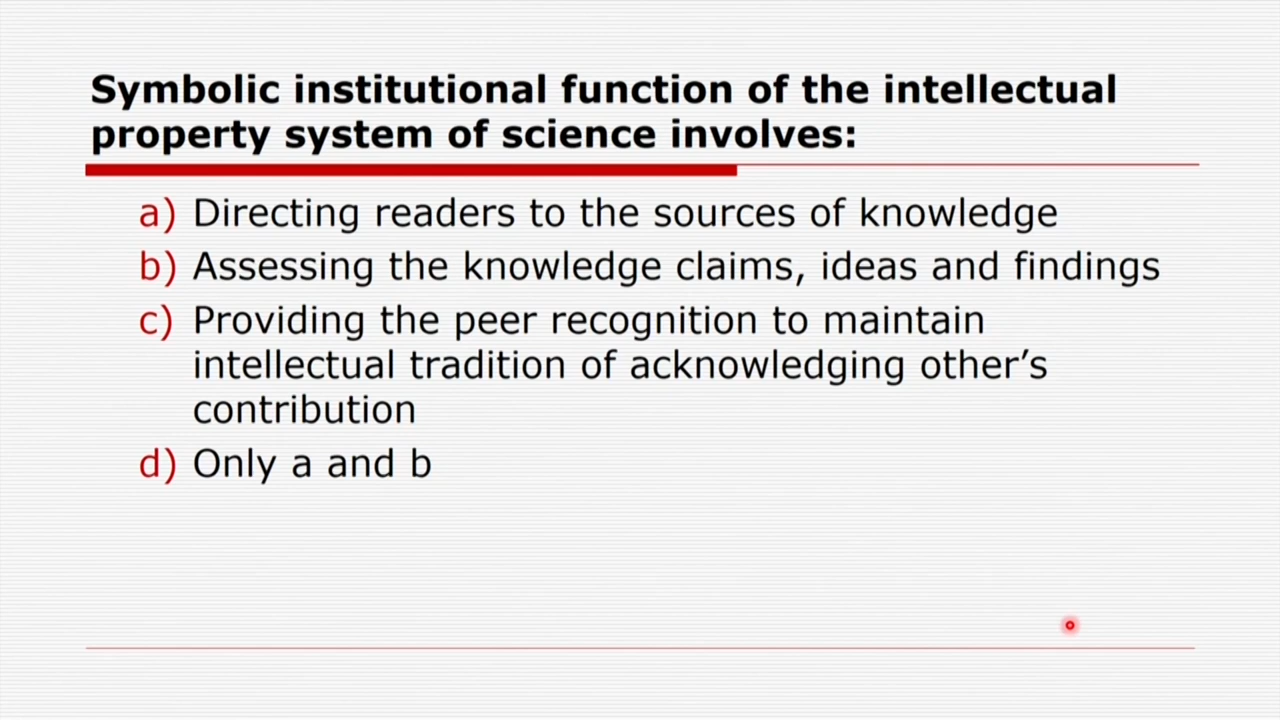 Symbolic institutional function of the intellectual
property system of science involves:
a) Directing readers to the sources of knowledge
b) Assessing the knowledge claims, ideas and findings
c) Providing the peer recognition to maintain
intellectual tradition of acknowledging other’s
contribution
d) Only a and b